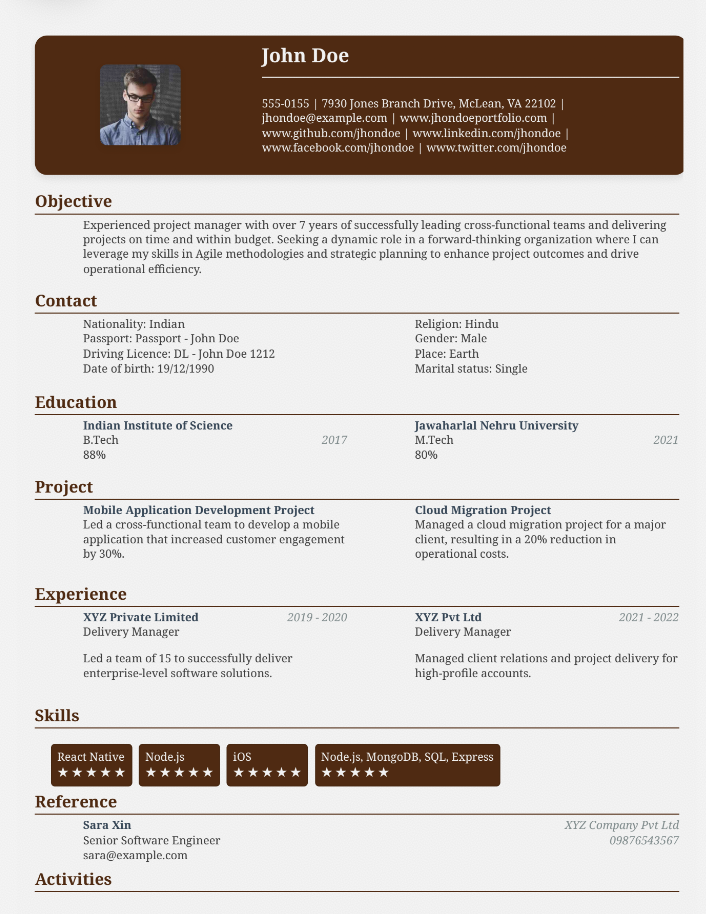 John Doe
555-0155 | 7930 Jones Branch Drive, McLean, VA 22102 |
jhondoe@example.com | www.jhondoeportfolio.com |
www.github.com/jhondoe | www.linkedin.com/jhondoe |
www.facebook.com/jhondoe | www.twitter.com/jhondoe
Objective
Experienced project manager with over 7 years of successfully leading cross-functional teams and delivering
projects on time and within budget. Seeking a dynamic role in a forward-thinking organization where I can
leverage my skills in Agile methodologies and strategic planning to enhance project outcomes and drive
operational efficiency.
Contact
Nationality: Indian
Passport: Passport - John Doe
Driving Licence: DL - John Doe 1212
Date of birth: 19/12/1990
Religion: Hindu
Gender: Male
Place: Earth
Marital status: Single
Education
Indian Institute of Science
B.Tech 2017
88%
Jawaharlal Nehru University
M.Tech 2021
80%
Project
Mobile Application Development Project
Led a cross-functional team to develop a mobile
application that increased customer engagement
by 30%.
Cloud Migration Project
Managed a cloud migration project for a major
client, resulting in a 20% reduction in
operational costs.
Experience
XYZ Private Limited 2019 - 2020
Delivery Manager
Led a team of 15 to successfully deliver
enterprise-level software solutions.
XYZ Pvt Ltd 2021 - 2022
Delivery Manager
Managed client relations and project delivery for
high-profile accounts.
Skills
React Native
★★★★★
Node.js
★★★★★
iOS
★★★★★
Node.js, MongoDB, SQL, Express
★★★★★
Reference
Sara Xin XYZ Company Pvt Ltd
Senior Software Engineer 09876543567
sara@example.com
Activities